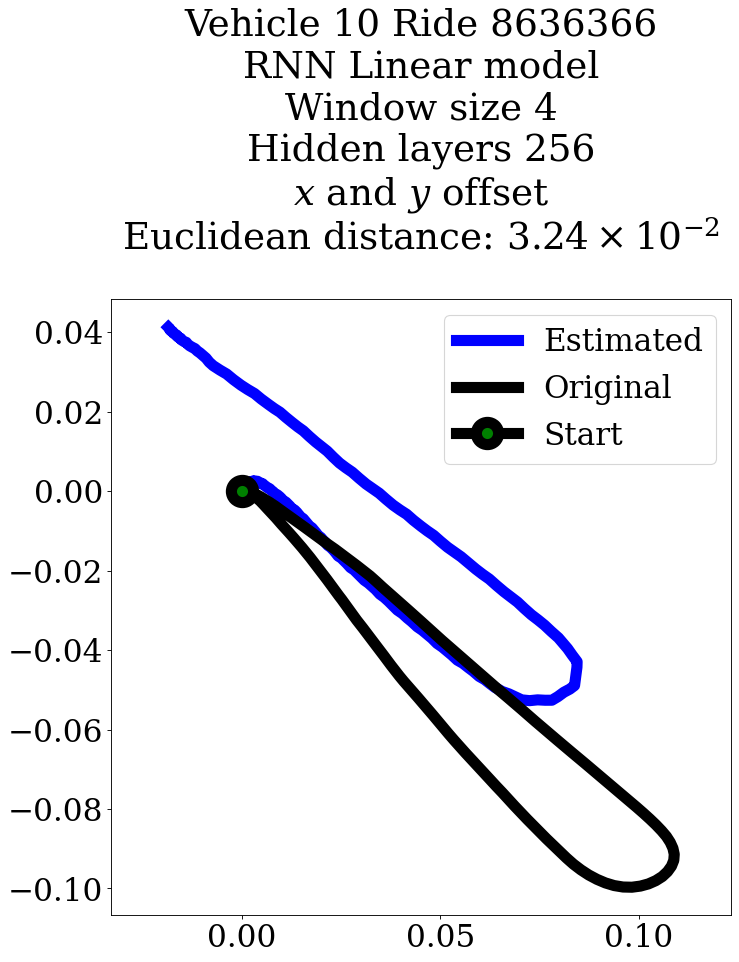 Vehicle 10 Ride 8636366
RNN Linear model
Window size 4
Hidden layers 256
x and y offset
Euclidean distance: 3.24 × 10⁻²
Estimated
Original
Start
0.04
0.02
0.00
−0.02
−0.04
−0.06
−0.08
−0.10
0.00 0.05 0.10